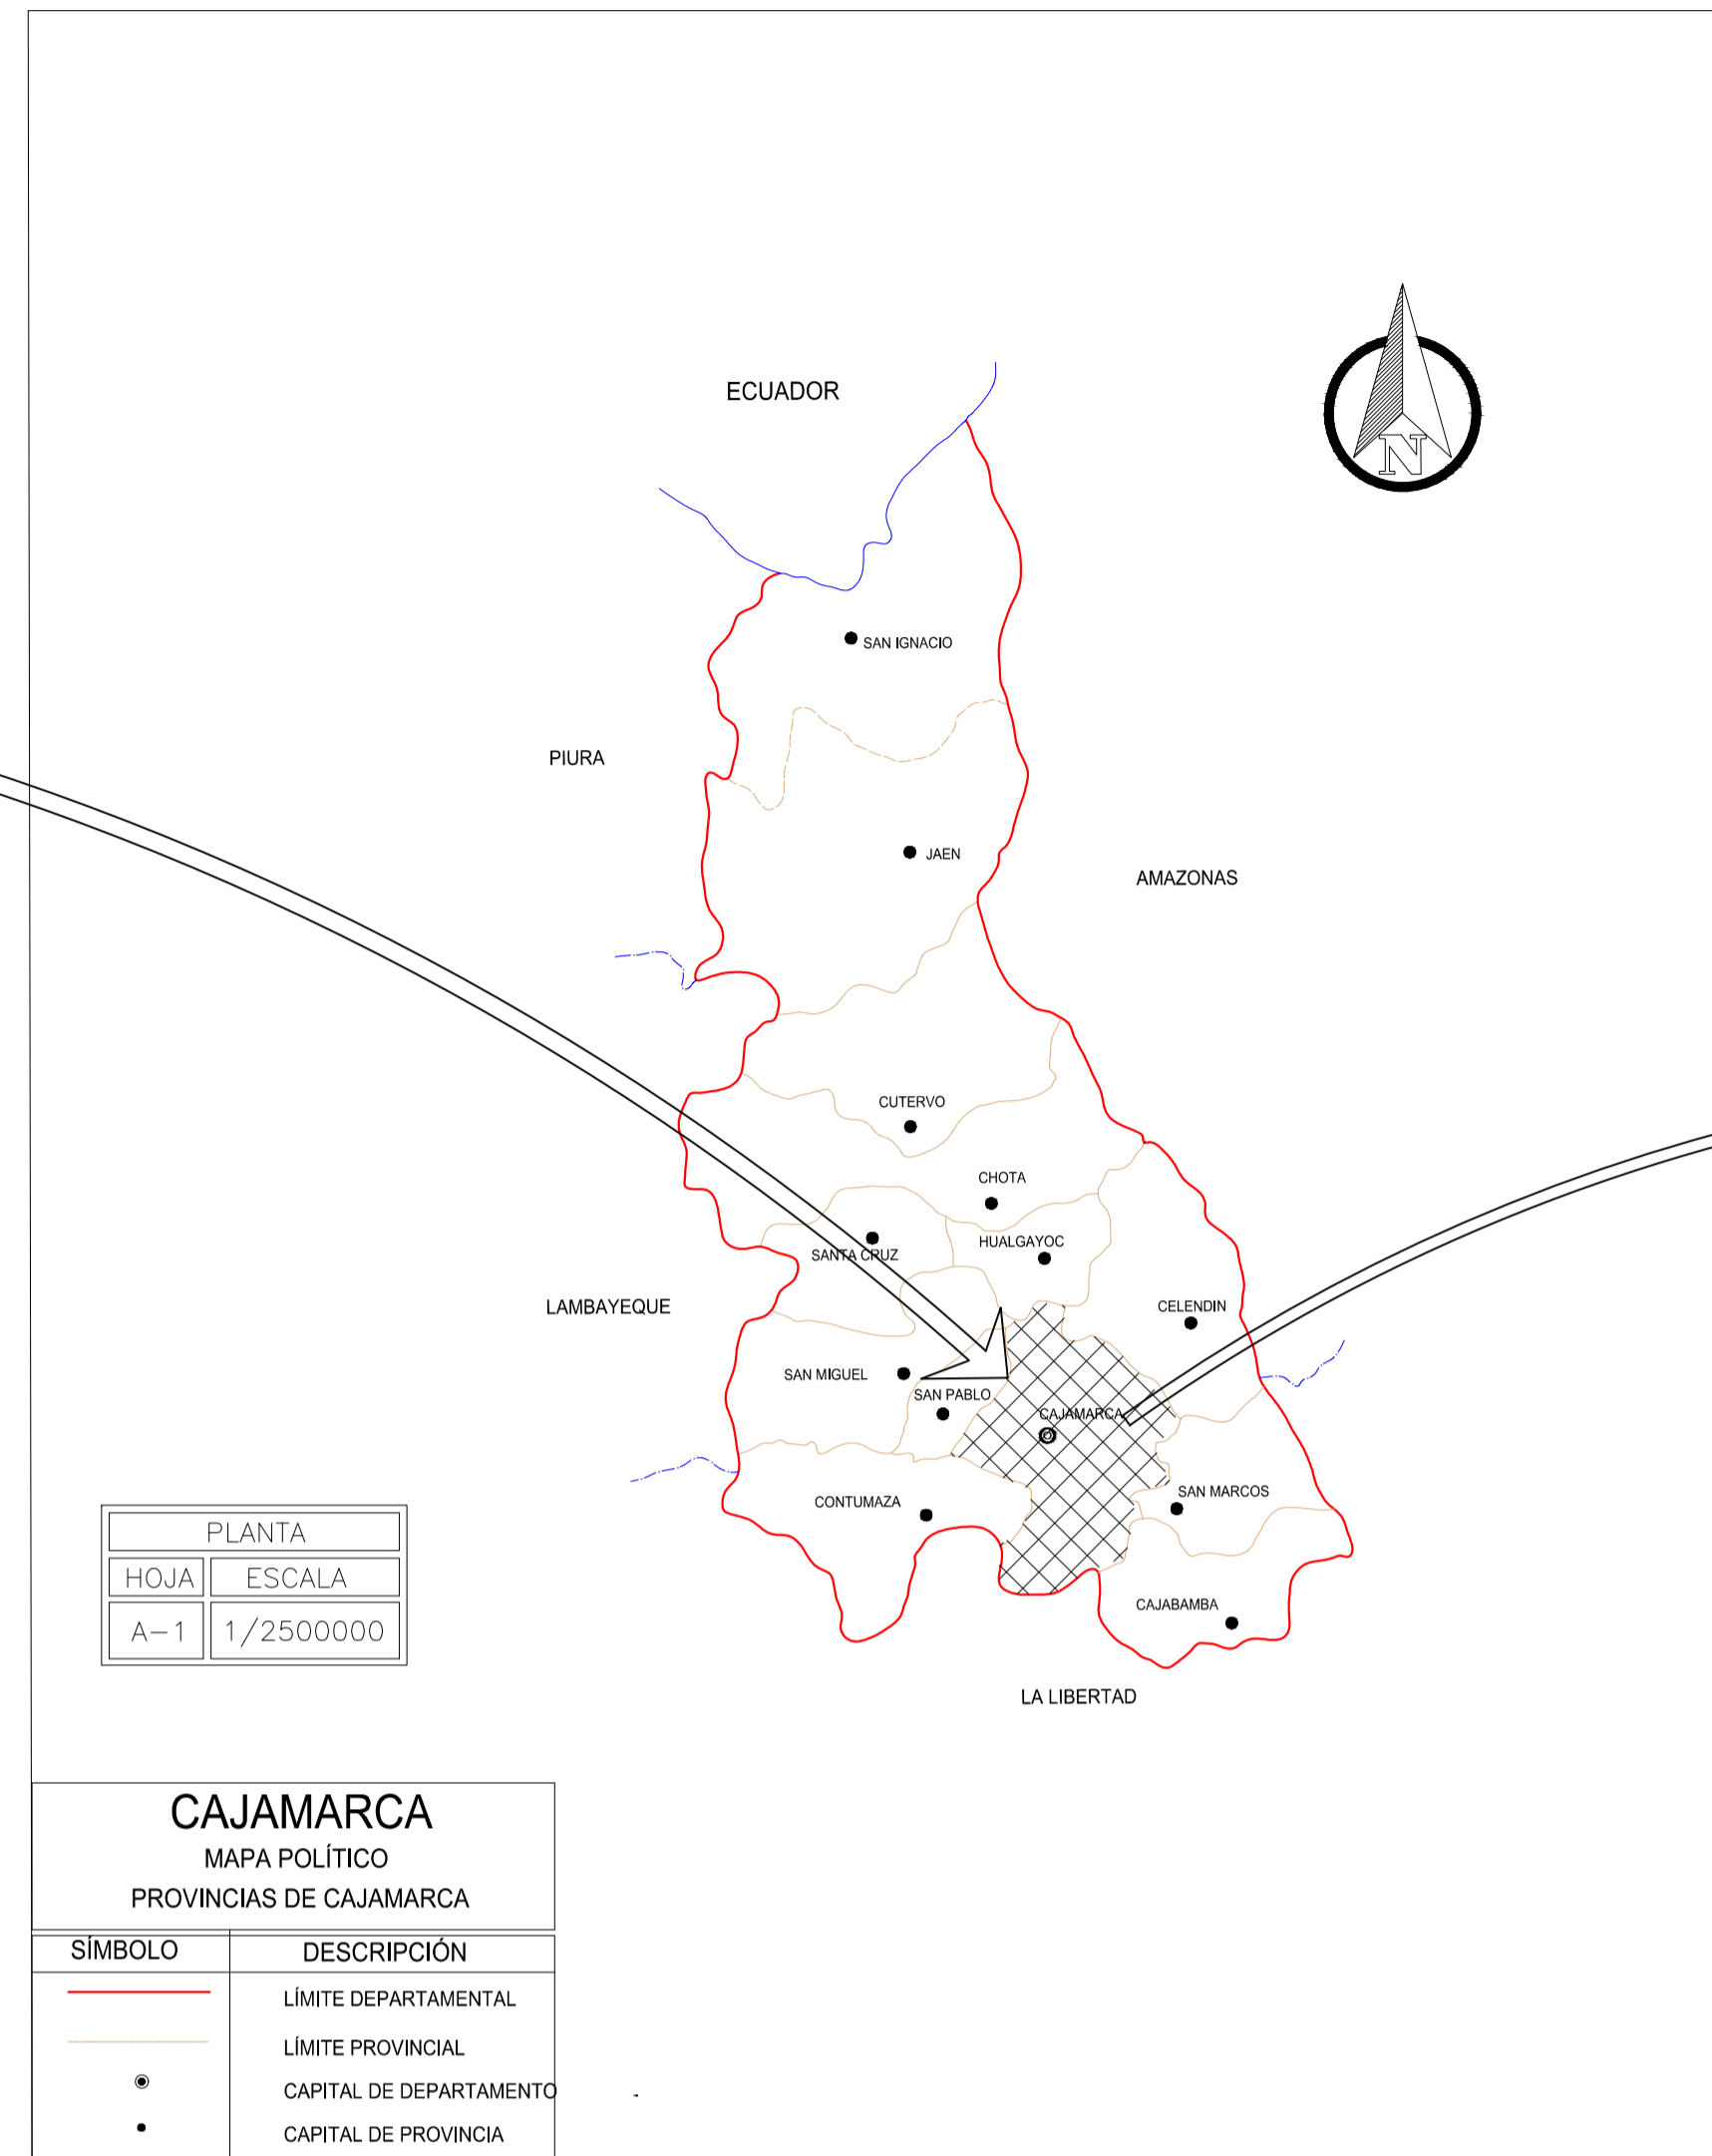 ECUADOR
N
SAN IGNACIO
PIURA
JAEN
AMAZONAS
CUTERVO
CHOTA
HUALGAYOC
SANTA CRUZ
LAMBAYEQUE
CELENDIN
SAN MIGUEL
SAN PABLO
CAJAMARCA
SAN MARCOS
CONTUMAZA
CAJABAMBA
LA LIBERTAD
PLANTA
HOJA ESCALA
A-1 1/2500000
CAJAMARCA
MAPA POLÍTICO
PROVINCIAS DE CAJAMARCA
SÍMBOLO DESCRIPCIÓN
LÍMITE DEPARTAMENTAL
LÍMITE PROVINCIAL
CAPITAL DE DEPARTAMENTO
CAPITAL DE PROVINCIA